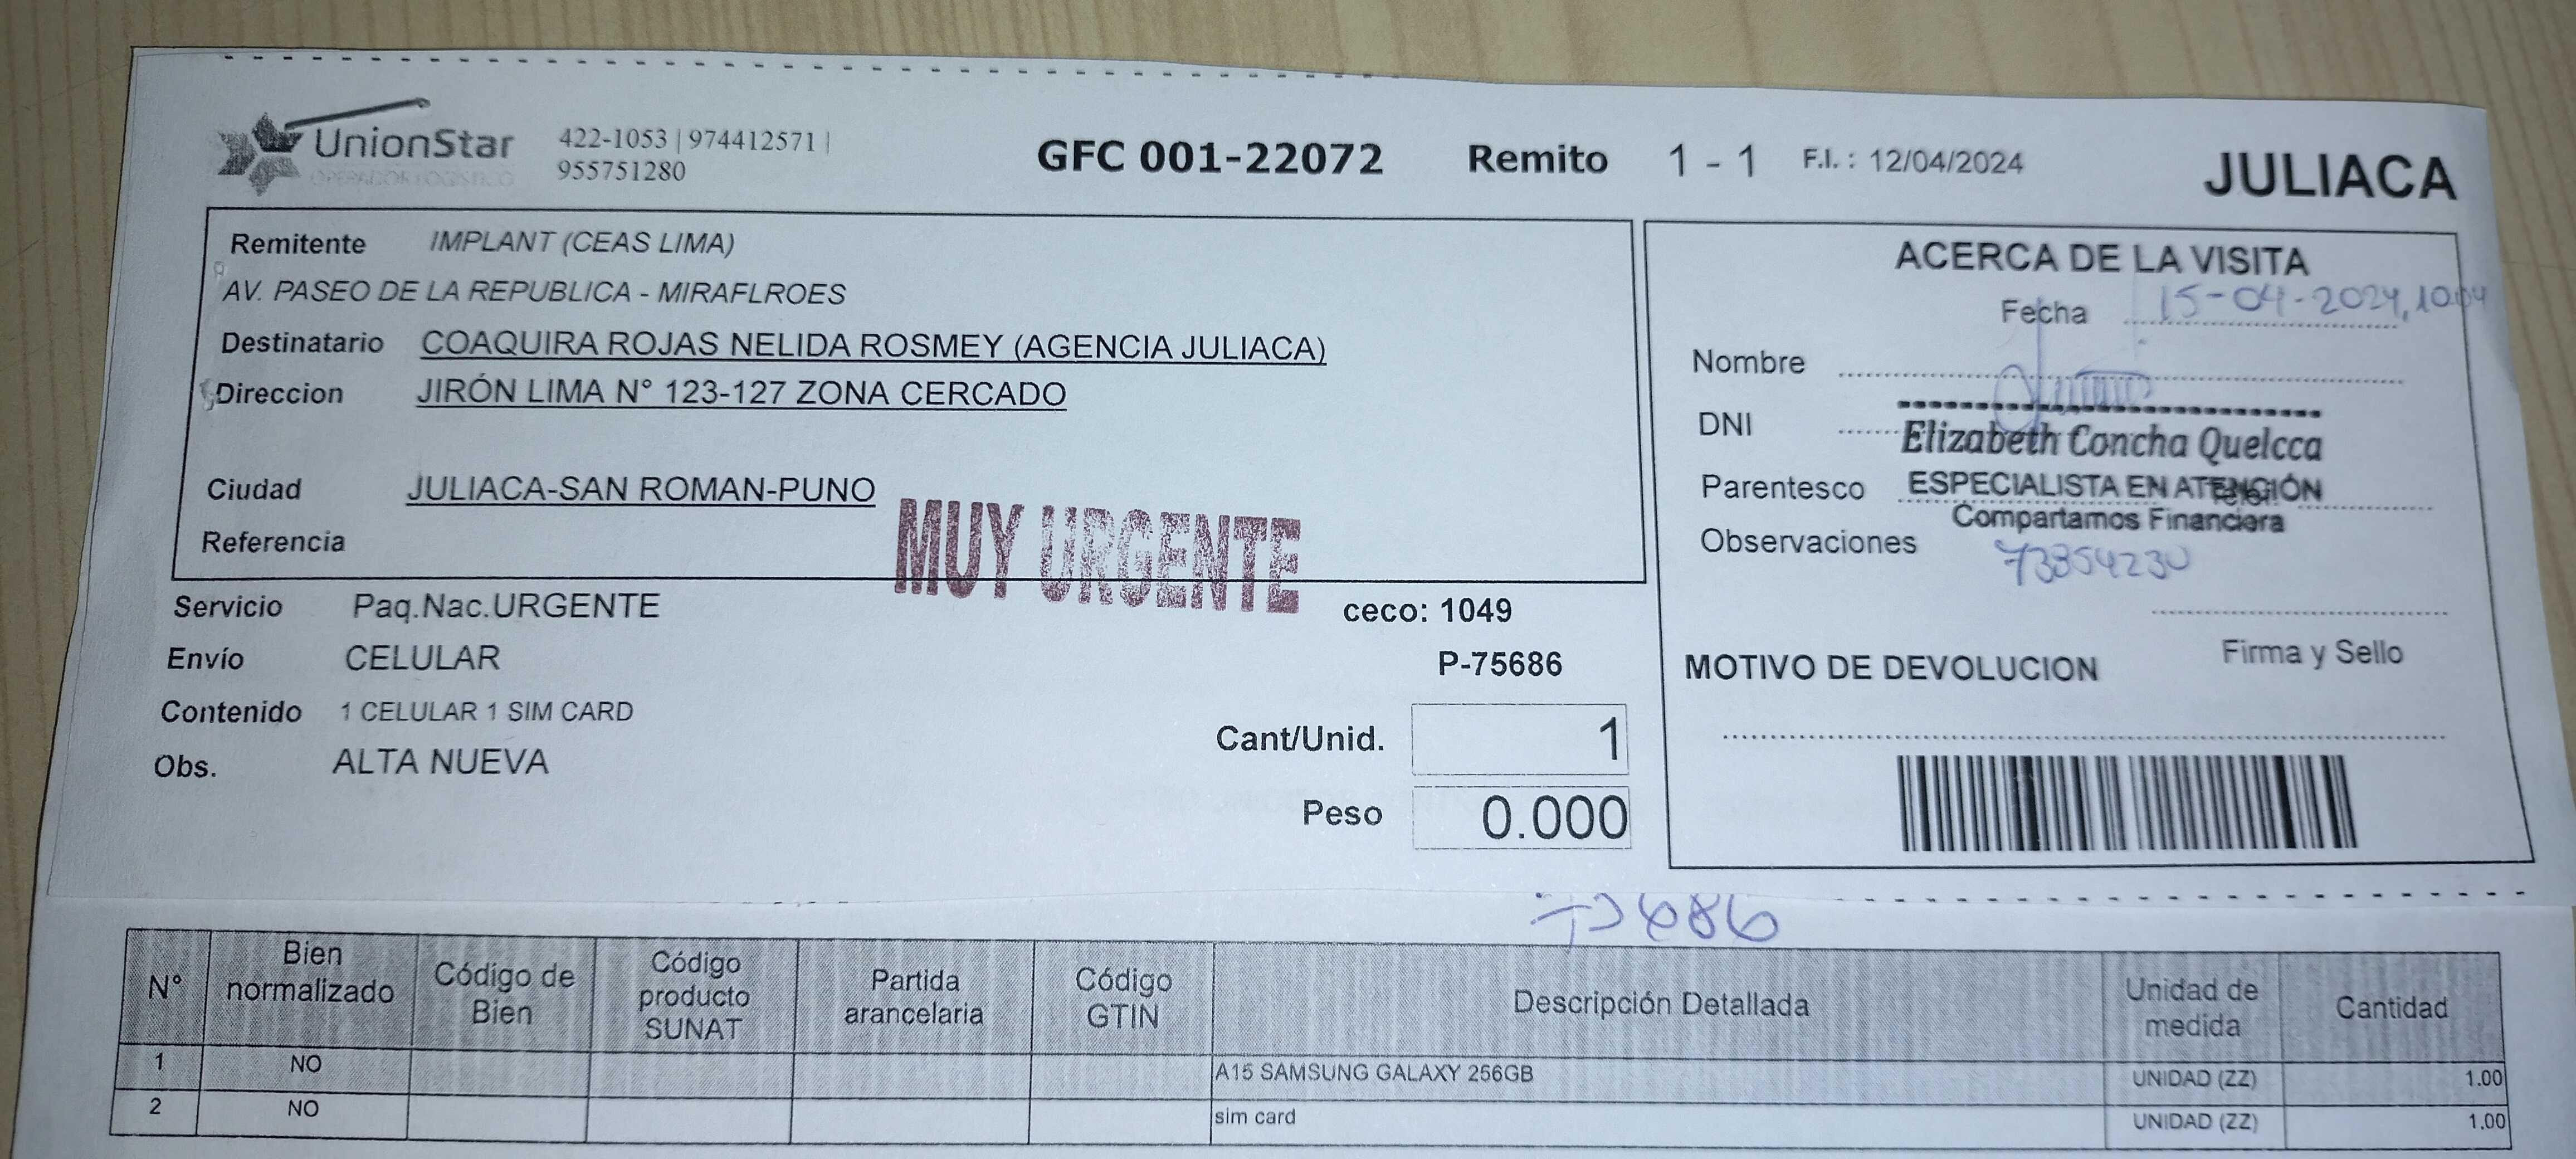 UnionStar
OPERADOR LOGISTICO
422-1053 | 974412571 |
955751280
GFC 001-22072 Remito 1 - 1 F.I. : 12/04/2024 JULIACA
Remitente IMPLANT (CEAS LIMA)
AV. PASEO DE LA REPUBLICA - MIRAFLROES
Destinatario COAQUIRA ROJAS NELIDA ROSMEY (AGENCIA JULIACA)
Direccion JIRÓN LIMA N° 123-127 ZONA CERCADO
Ciudad JULIACA-SAN ROMAN-PUNO
Referencia
MUY URGENTE
Servicio Paq.Nac.URGENTE
ceco: 1049
Envío CELULAR
P-75686
Contenido 1 CELULAR 1 SIM CARD
Cant/Unid. 1
Obs. ALTA NUEVA
Peso 0.000
ACERCA DE LA VISITA
Fecha 15-04-2024, 10:04
Nombre
DNI
Elizabeth Concha Quelcca
Parentesco ESPECIALISTA EN ATENCIÓN
Compartamos Financiera
Observaciones
73854230
Firma y Sello
MOTIVO DE DEVOLUCION
75686
N° Bien normalizado Código de Bien Código producto SUNAT Partida arancelaria Código GTIN Descripción Detallada Unidad de medida Cantidad
1 NO A15 SAMSUNG GALAXY 256GB UNIDAD (ZZ) 1.00
2 NO sim card UNIDAD (ZZ) 1.00